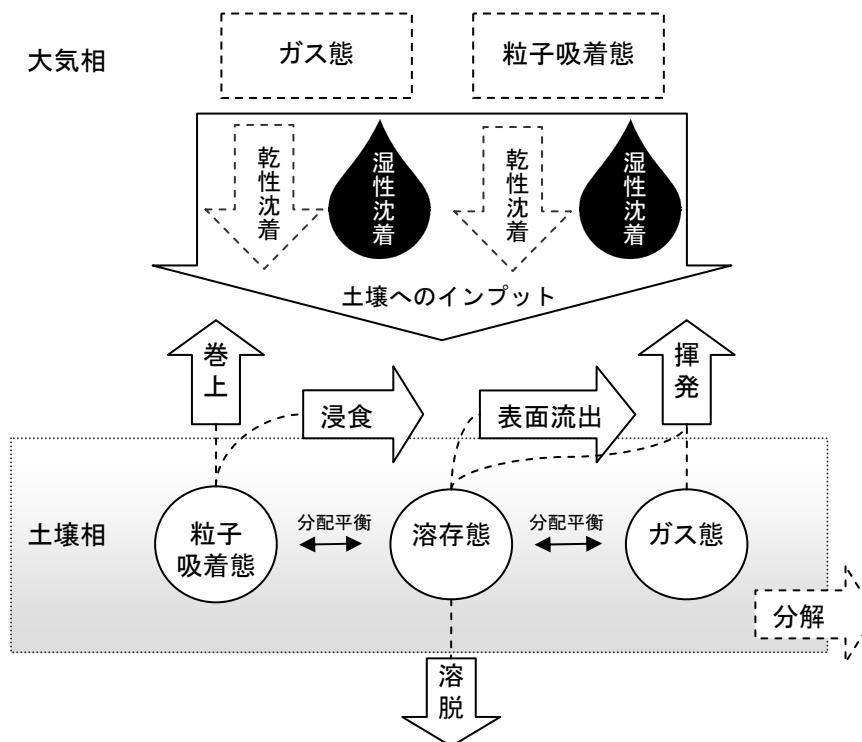 大気相
ガス態
粒子吸着態
乾性沈着
湿性沈着
乾性沈着
湿性沈着
土壌へのインプット
巻上
揮発
浸食
表面流出
土壌相
粒子
吸着態
分配平衡
溶存態
分配平衡
ガス態
分解
溶脱